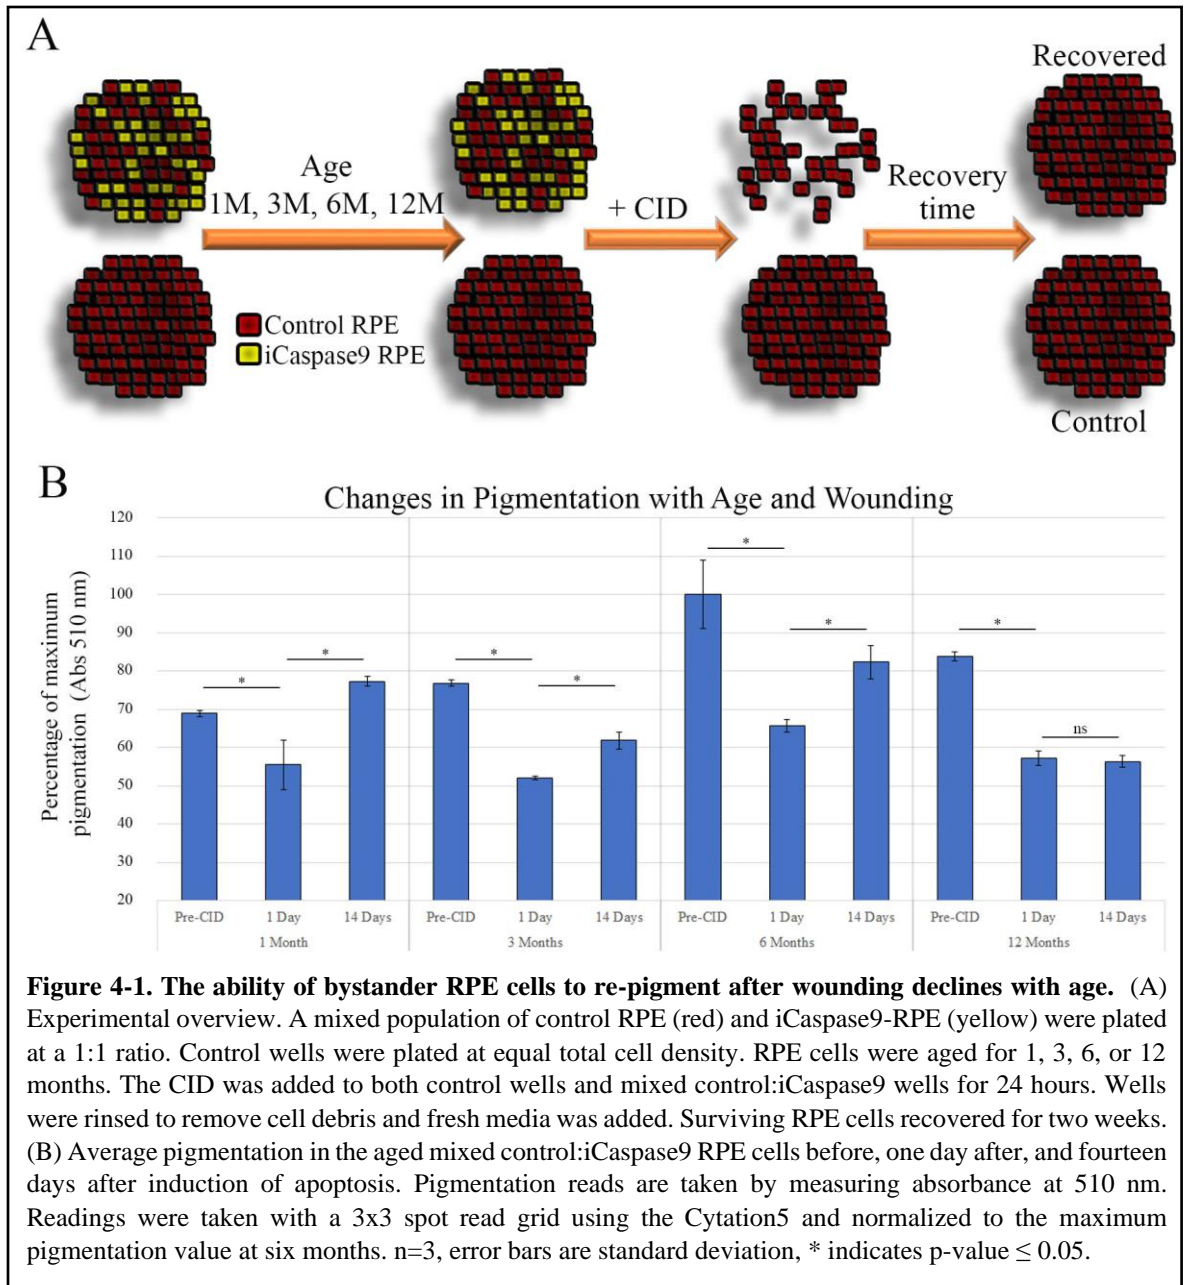 A
Recovered
Age
1M, 3M, 6M, 12M
+ CID
Recovery
time
Control RPE
iCaspase9 RPE
Control
B
Changes in Pigmentation with Age and Wounding
Percentage of maximum
pigmentation (Abs 510 nm)
120
110
100
90
80
70
60
50
40
30
20
*
*
*
*
*
*
*
ns
Pre-CID 1 Day 14 Days Pre-CID 1 Day 14 Days Pre-CID 1 Day 14 Days Pre-CID 1 Day 14 Days
1 Month 3 Months 6 Months 12 Months
Figure 4-1. The ability of bystander RPE cells to re-pigment after wounding declines with age. (A)
Experimental overview. A mixed population of control RPE (red) and iCaspase9-RPE (yellow) were plated
at a 1:1 ratio. Control wells were plated at equal total cell density. RPE cells were aged for 1, 3, 6, or 12
months. The CID was added to both control wells and mixed control:iCaspase9 wells for 24 hours. Wells
were rinsed to remove cell debris and fresh media was added. Surviving RPE cells recovered for two weeks.
(B) Average pigmentation in the aged mixed control:iCaspase9 RPE cells before, one day after, and fourteen
days after induction of apoptosis. Pigmentation reads are taken by measuring absorbance at 510 nm.
Readings were taken with a 3x3 spot read grid using the Cytation5 and normalized to the maximum
pigmentation value at six months. n=3, error bars are standard deviation, * indicates p-value ≤ 0.05.